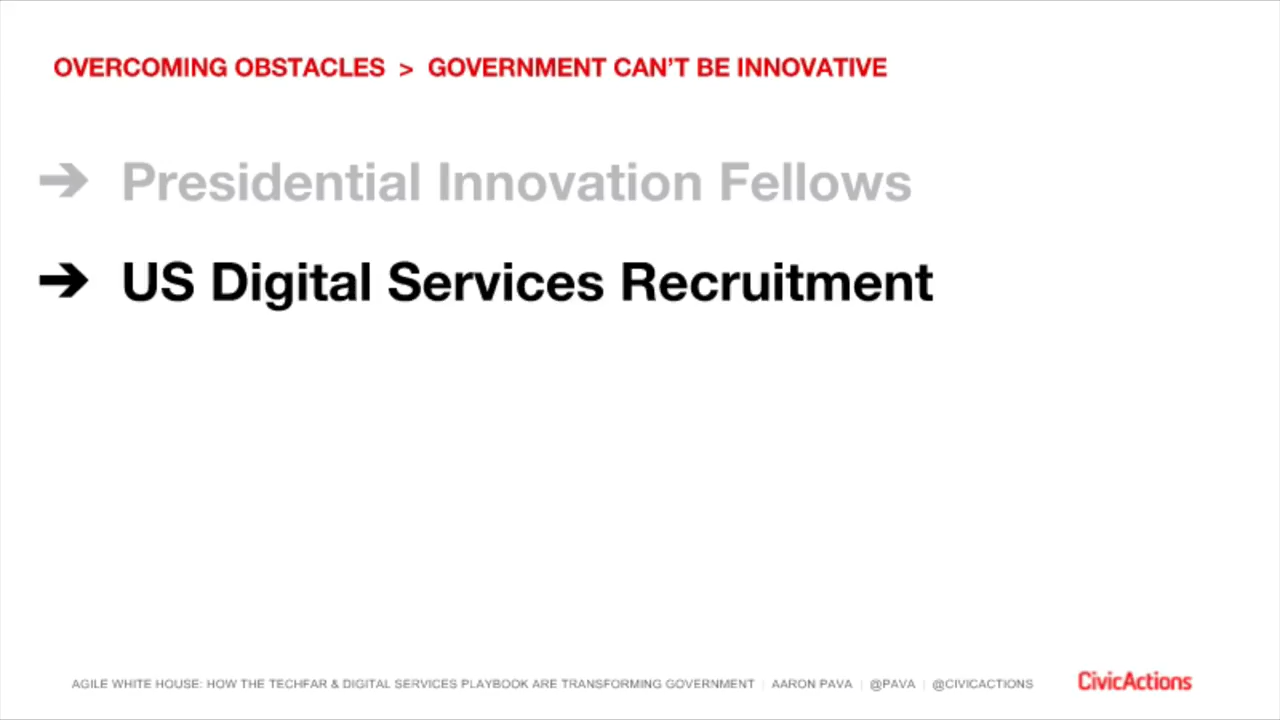 OVERCOMING OBSTACLES > GOVERNMENT CAN’T BE INNOVATIVE
➔ Presidential Innovation Fellows
➔ US Digital Services Recruitment
AGILE WHITE HOUSE: HOW THE TECHFAR & DIGITAL SERVICES PLAYBOOK ARE TRANSFORMING GOVERNMENT | AARON PAVA | @PAVA | @CIVICACTIONS CivicActions